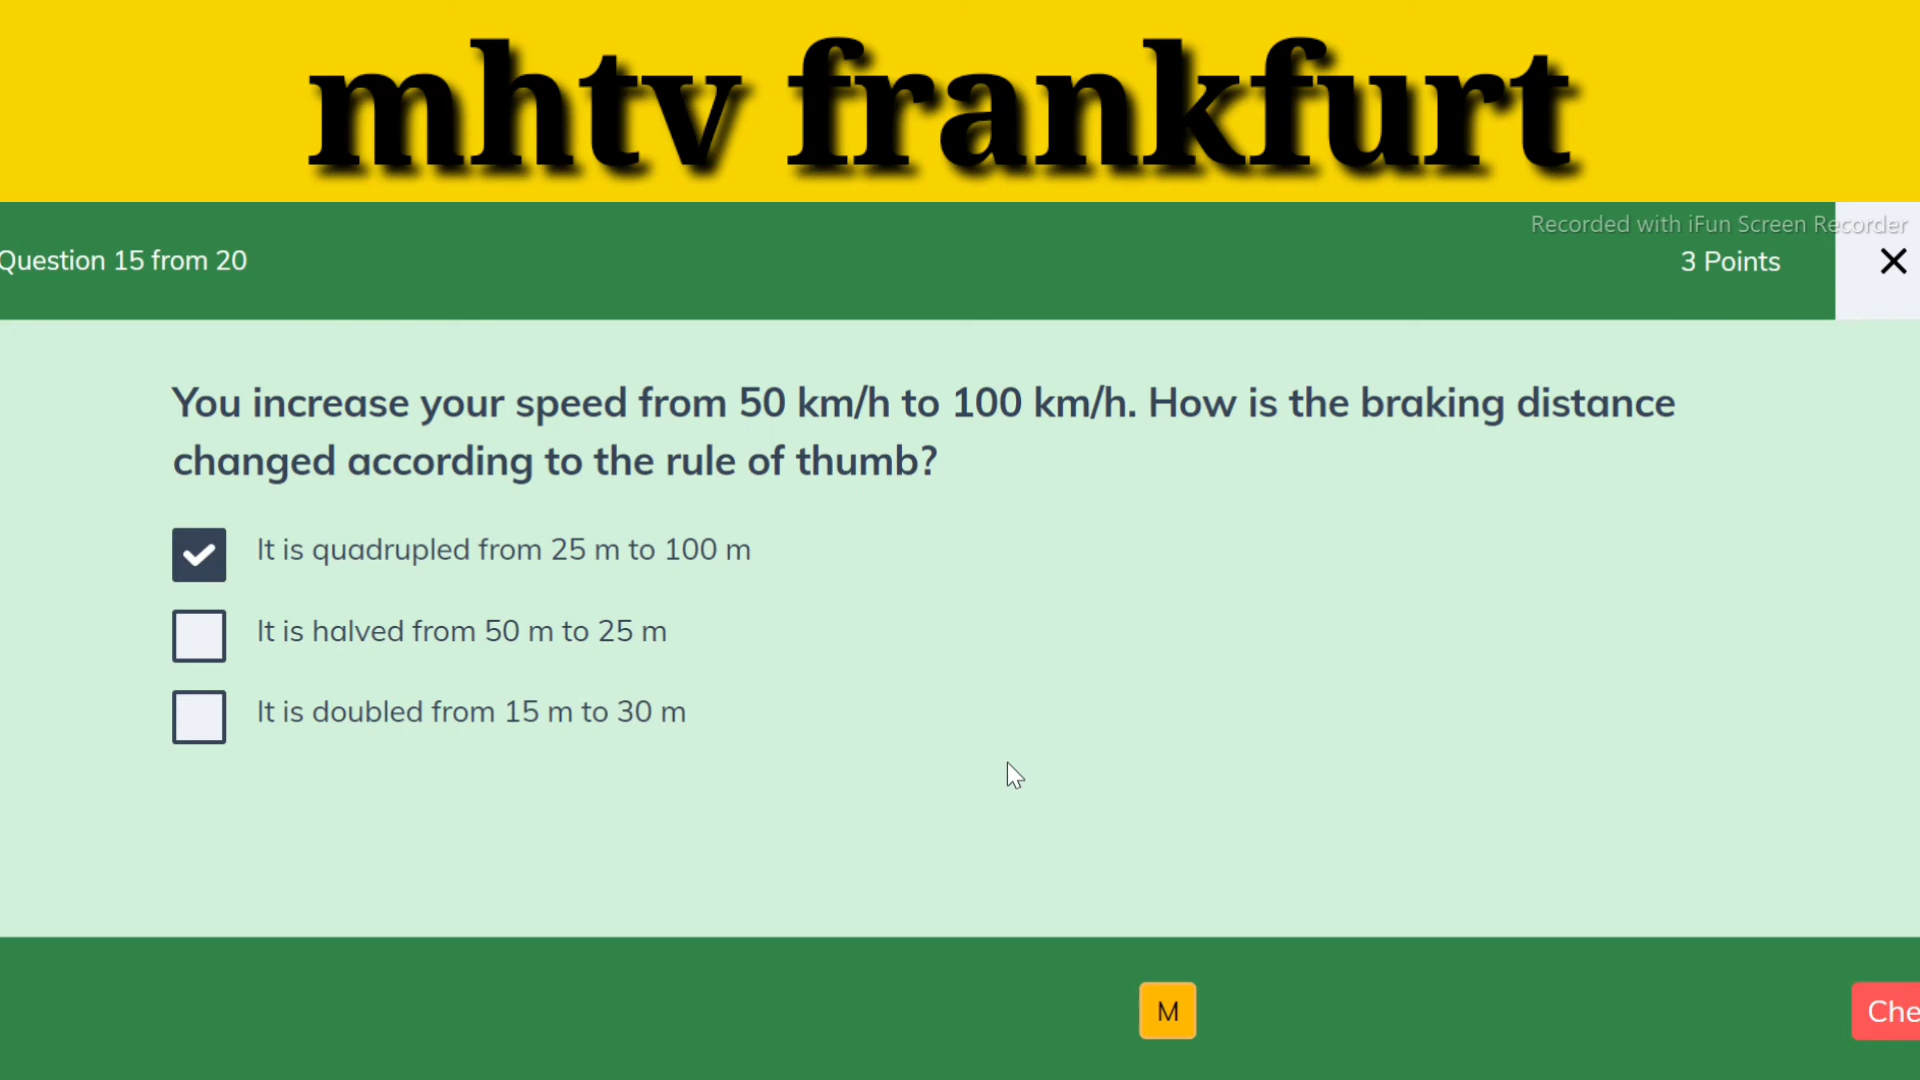 mhtv frankfurt
Recorded with iFun Screen Recorder
Question 15 from 20
3 Points
You increase your speed from 50 km/h to 100 km/h. How is the braking distance
changed according to the rule of thumb?
It is quadrupled from 25 m to 100 m
It is halved from 50 m to 25 m
It is doubled from 15 m to 30 m
M
Che